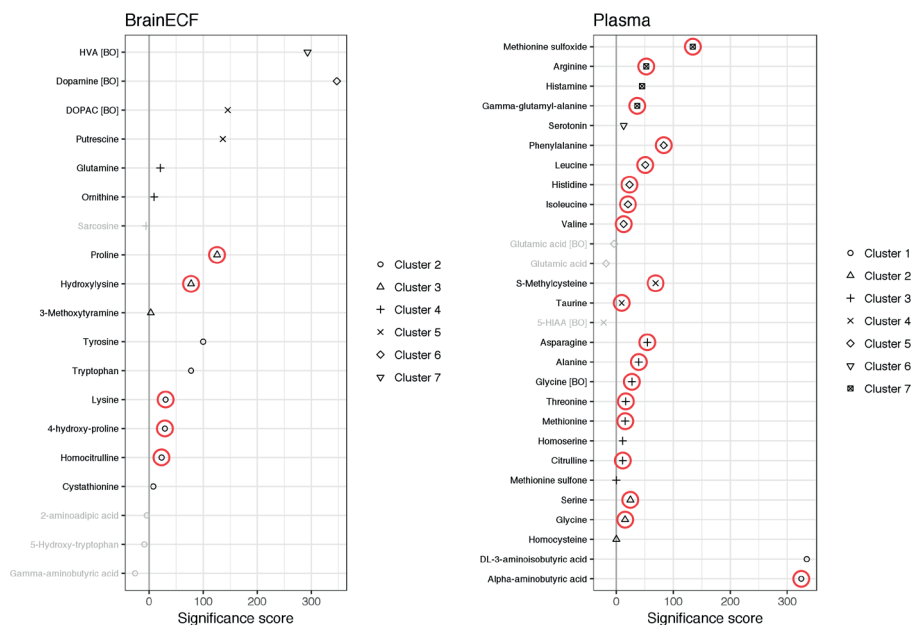 BrainECF
HVA [BO]
Dopamine [BO]
DOPAC [BO]
Putrescine
Glutamine
Ornithine
Sarcosine
Proline
Hydroxylysine
3-Methoxytyramine
Tyrosine
Tryptophan
Lysine
4-hydroxy-proline
Homocitrulline
Cystathionine
2-aminoadipic acid
5-Hydroxy-tryptophan
Gamma-aminobutyric acid
0 100 200 300
Significance score
Cluster 2
Cluster 3
Cluster 4
Cluster 5
Cluster 6
Cluster 7
Plasma
Methionine sulfoxide
Arginine
Histamine
Gamma-glutamyl-alanine
Serotonin
Phenylalanine
Leucine
Histidine
Isoleucine
Valine
Glutamic acid [BO]
Glutamic acid
S-Methylcysteine
Taurine
5-HIAA [BO]
Asparagine
Alanine
Glycine [BO]
Threonine
Methionine
Homoserine
Citrulline
Methionine sulfone
Serine
Glycine
Homocysteine
DL-3-aminoisobutyric acid
Alpha-aminobutyric acid
0 100 200 300
Significance score
Cluster 1
Cluster 2
Cluster 3
Cluster 4
Cluster 5
Cluster 6
Cluster 7